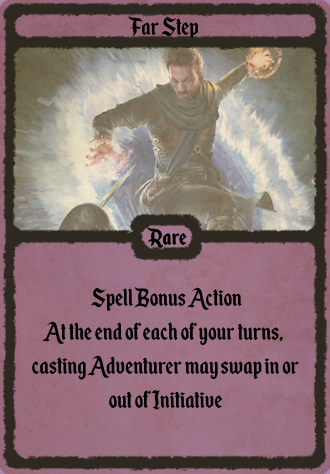 Far Step
Rare
Spell Bonus Action
At the end of each of your turns,
casting Adventurer may swap in or
out of Initiative